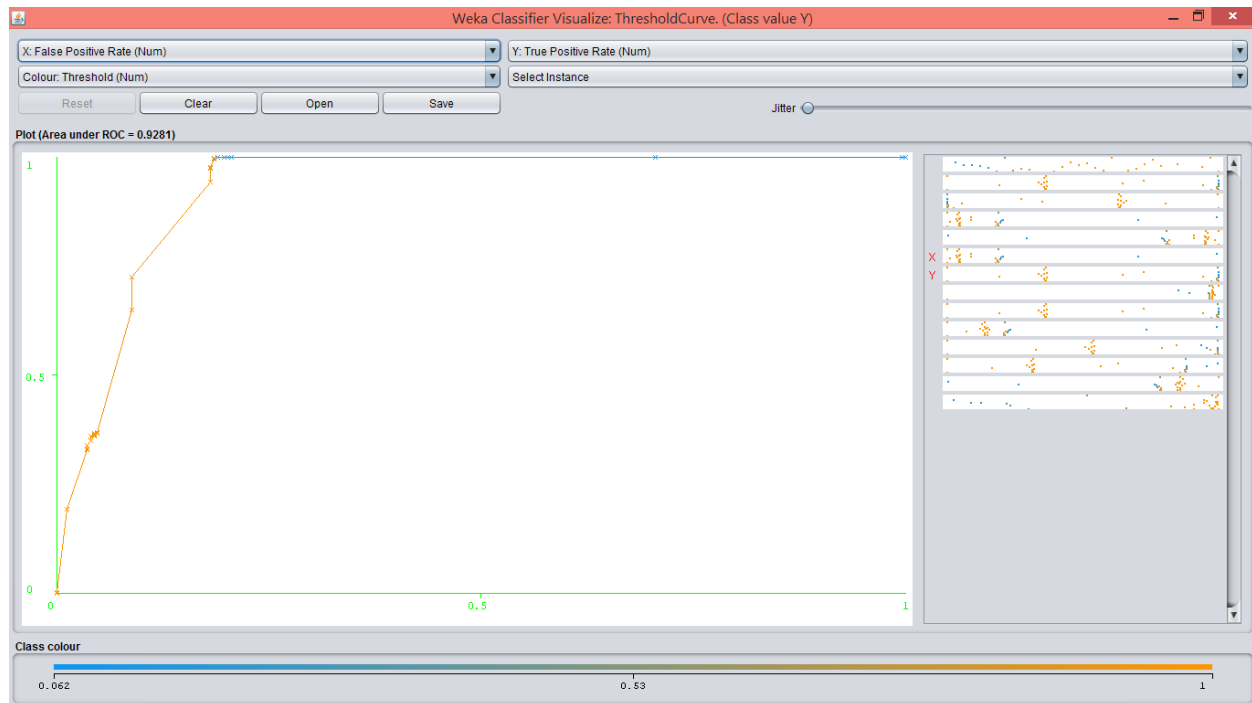 Weka Classifier Visualize: ThresholdCurve. (Class value Y)
X: False Positive Rate (Num)
Y: True Positive Rate (Num)
Colour: Threshold (Num)
Select Instance
Reset
Clear
Open
Save
Jitter
Plot (Area under ROC = 0.9281)
1
0.5
0
0
0.5
1
X
Y
Class colour
0.062
0.53
1